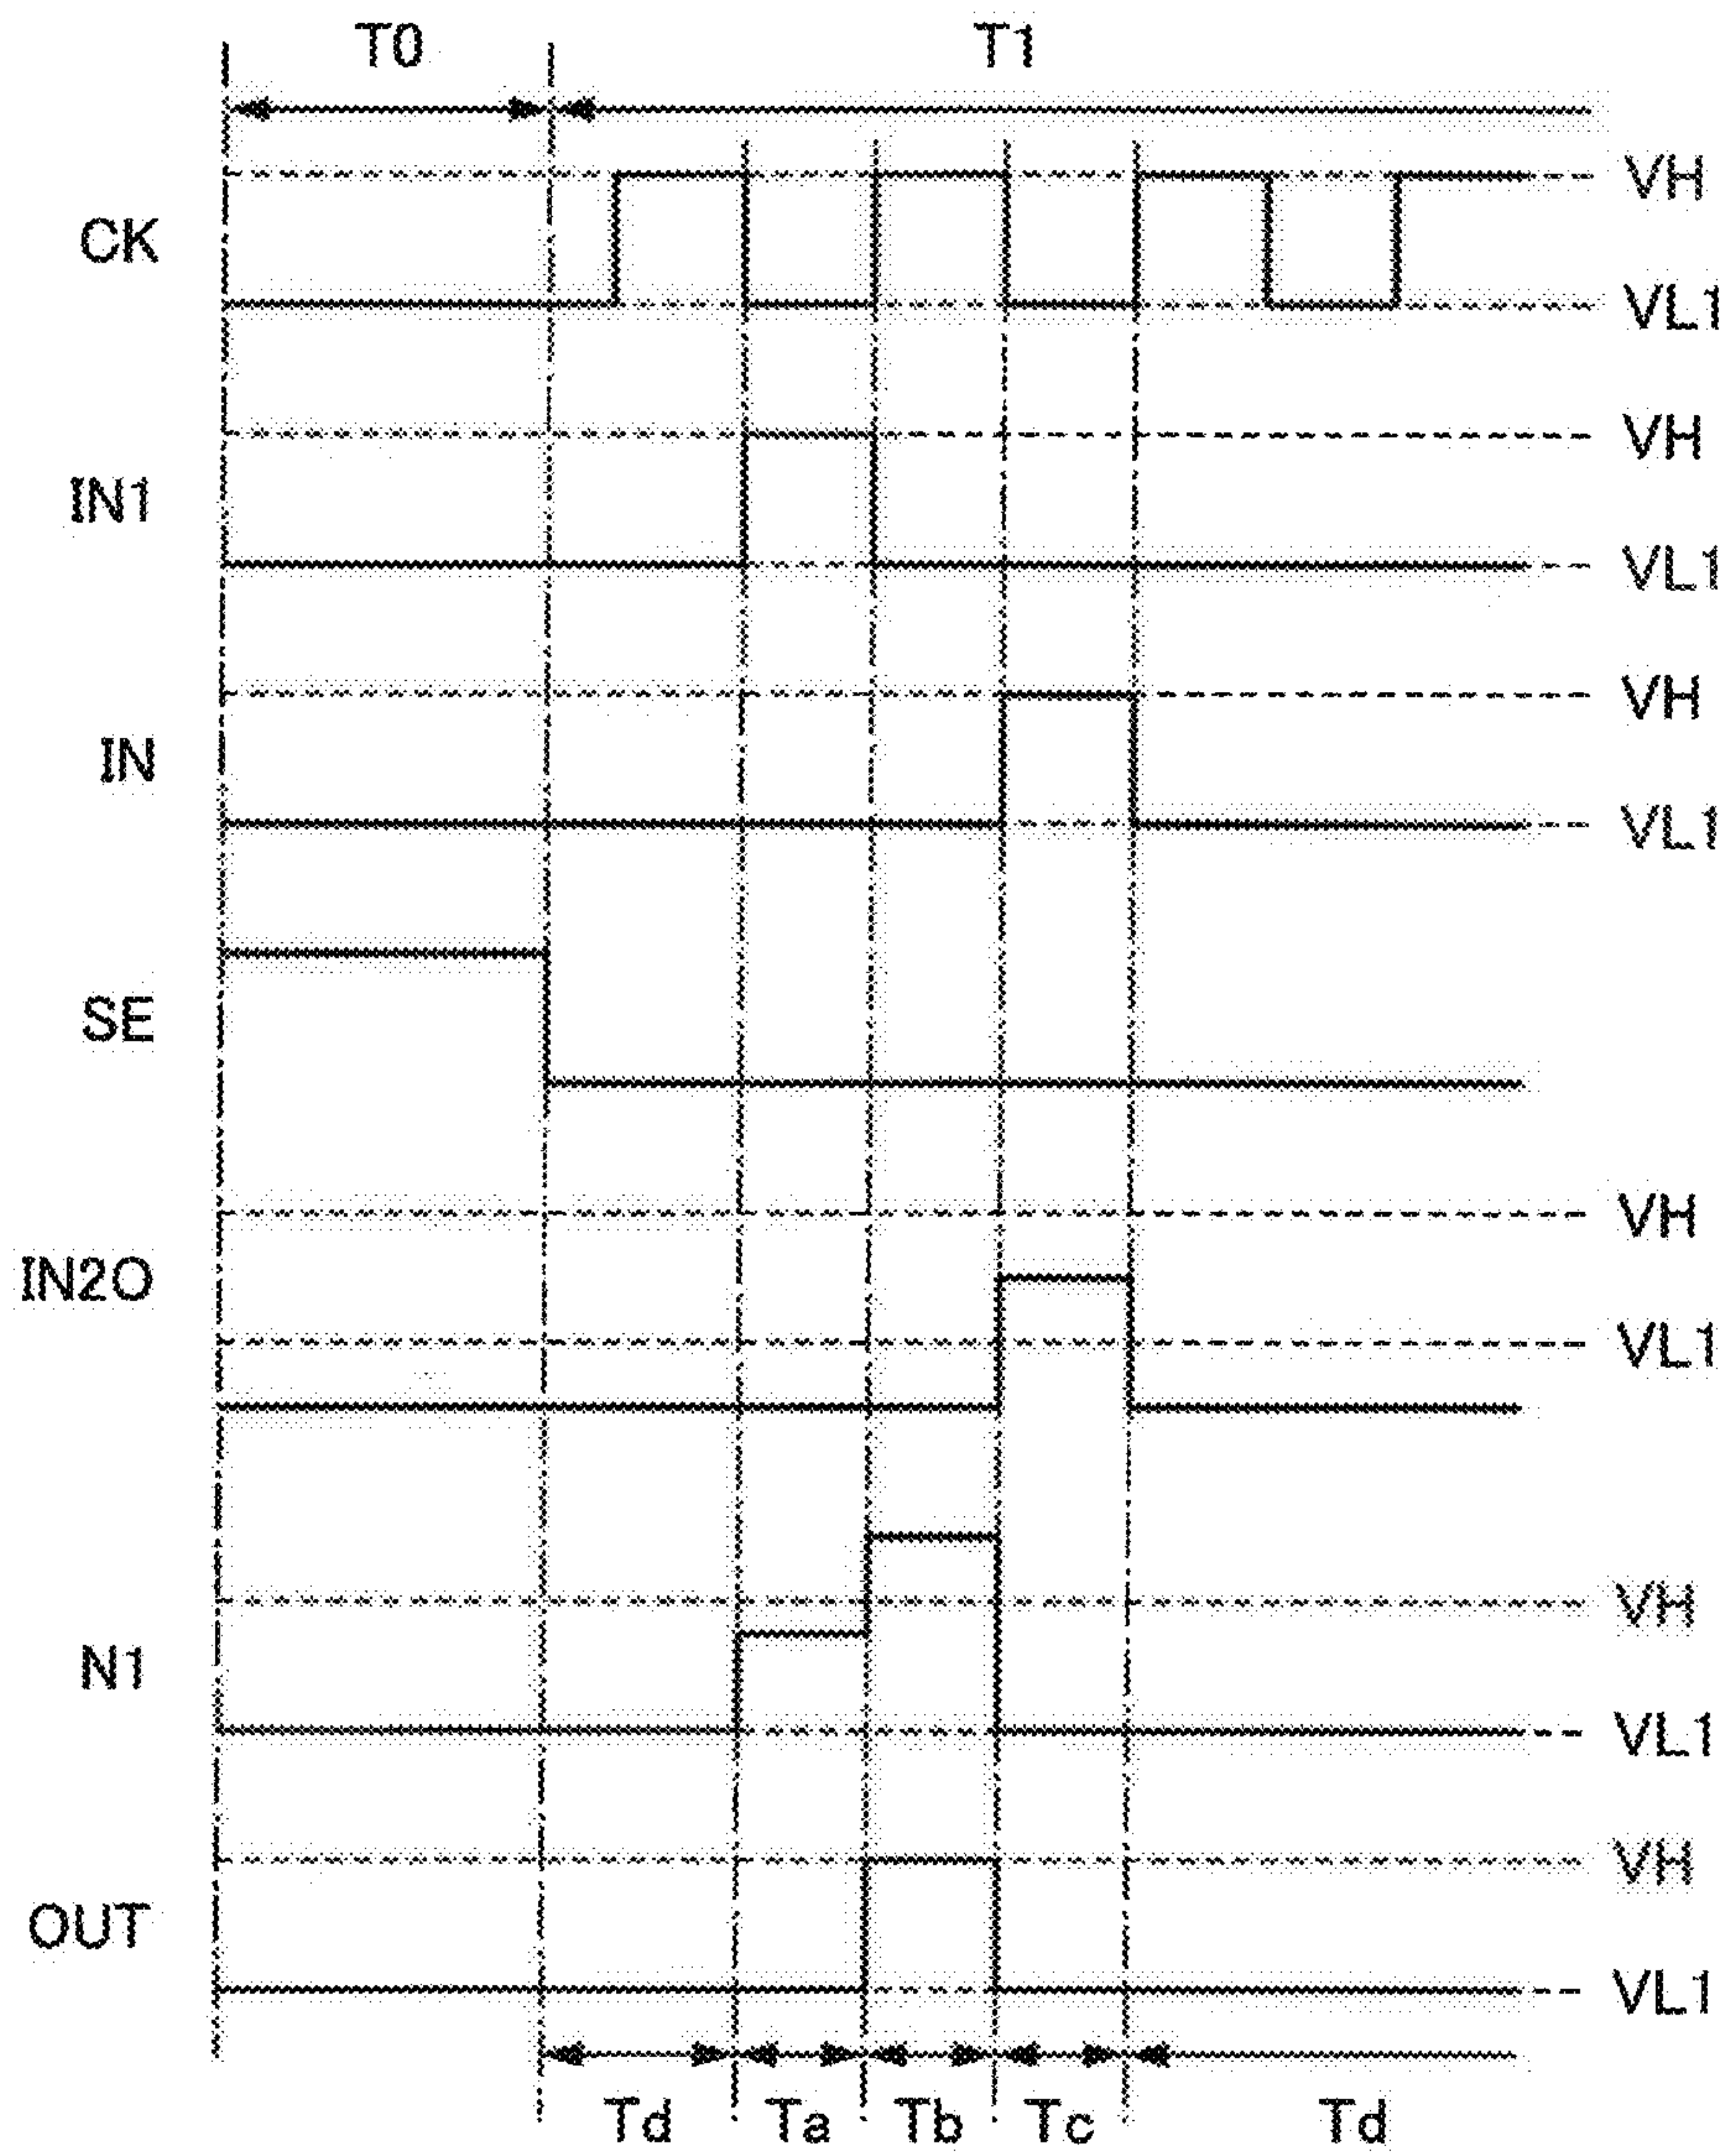 T0 T1
VH
CK
VL1
VH
IN1
VL1
VH
IN
VL1
SE
VH
IN2O
VL1
VH
N1
VL1
VH
OUT
VL1
Td Ta Tb Tc Td